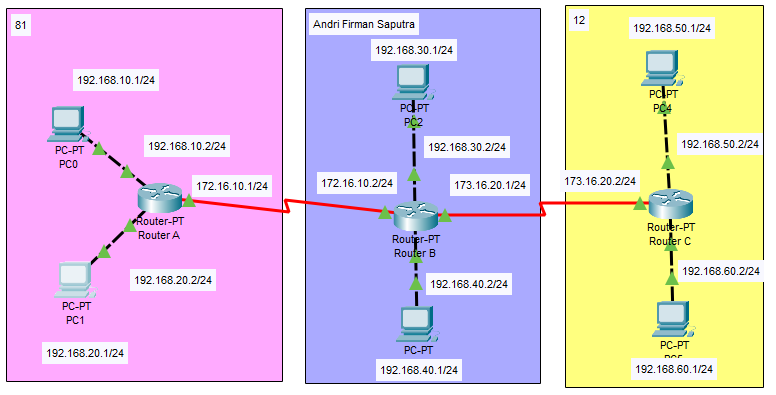 81
192.168.10.1/24
PC-PT
PC0
192.168.10.2/24
172.16.10.1/24
Router-PT
Router A
192.168.20.2/24
PC-PT
PC1
192.168.20.1/24
Andri Firman Saputra
192.168.30.1/24
PC-PT
PC2
192.168.30.2/24
172.16.10.2/24
173.16.20.1/24
Router-PT
Router B
192.168.40.2/24
PC-PT
192.168.40.1/24
12
192.168.50.1/24
PC-PT
PC4
192.168.50.2/24
173.16.20.2/24
Router-PT
Router C
192.168.60.2/24
PC-PT
PC5
192.168.60.1/24